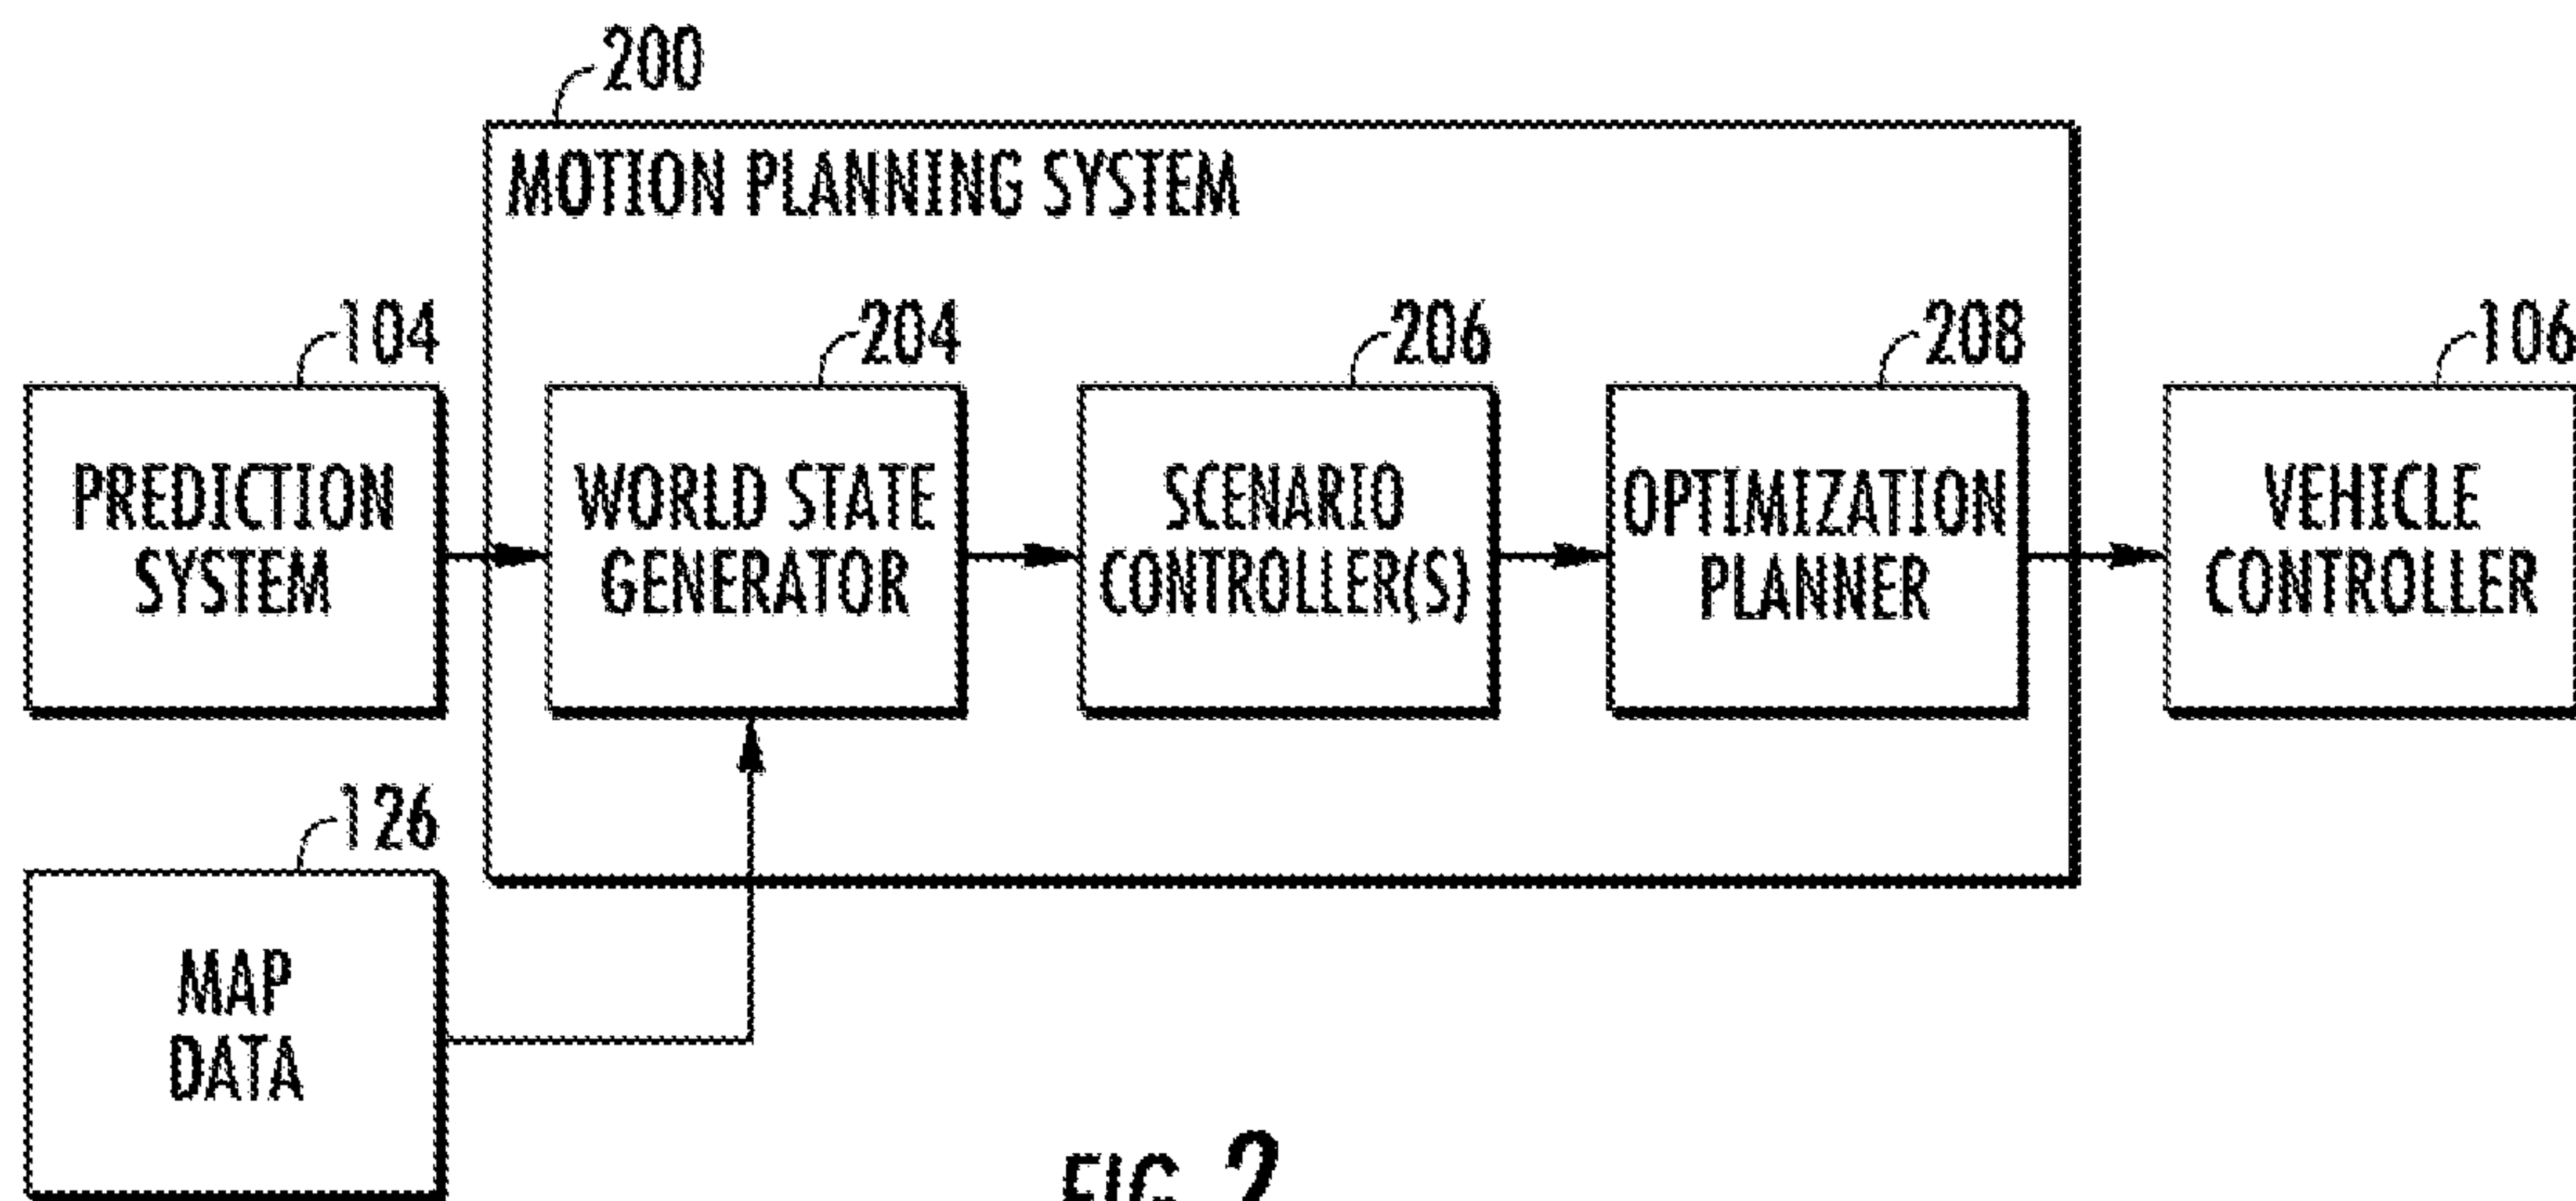 200
MOTION PLANNING SYSTEM
104
204
206
208
106
PREDICTION
SYSTEM
WORLD STATE
GENERATOR
SCENARIO
CONTROLLER(S)
OPTIMIZATION
PLANNER
VEHICLE
CONTROLLER
126
MAP
DATA
FIG. 2